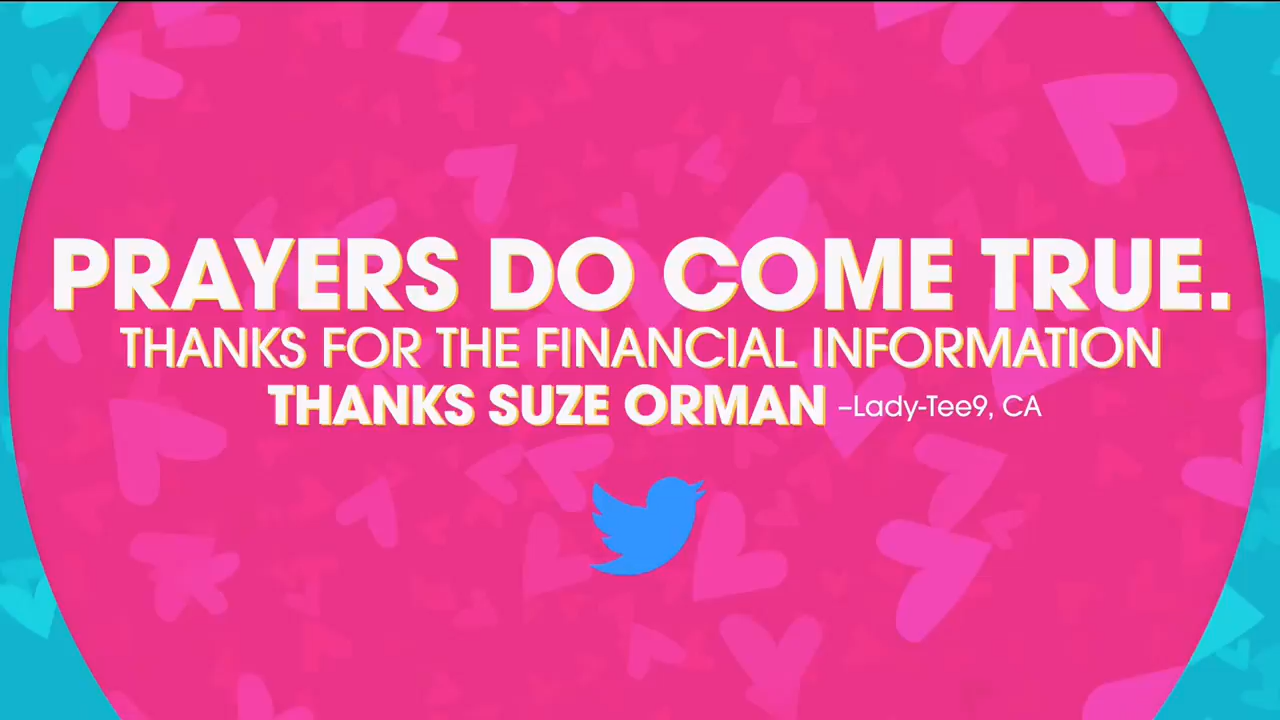 PRAYERS DO COME TRUE.
THANKS FOR THE FINANCIAL INFORMATION
THANKS SUZE ORMAN –Lady-Tee9, CA